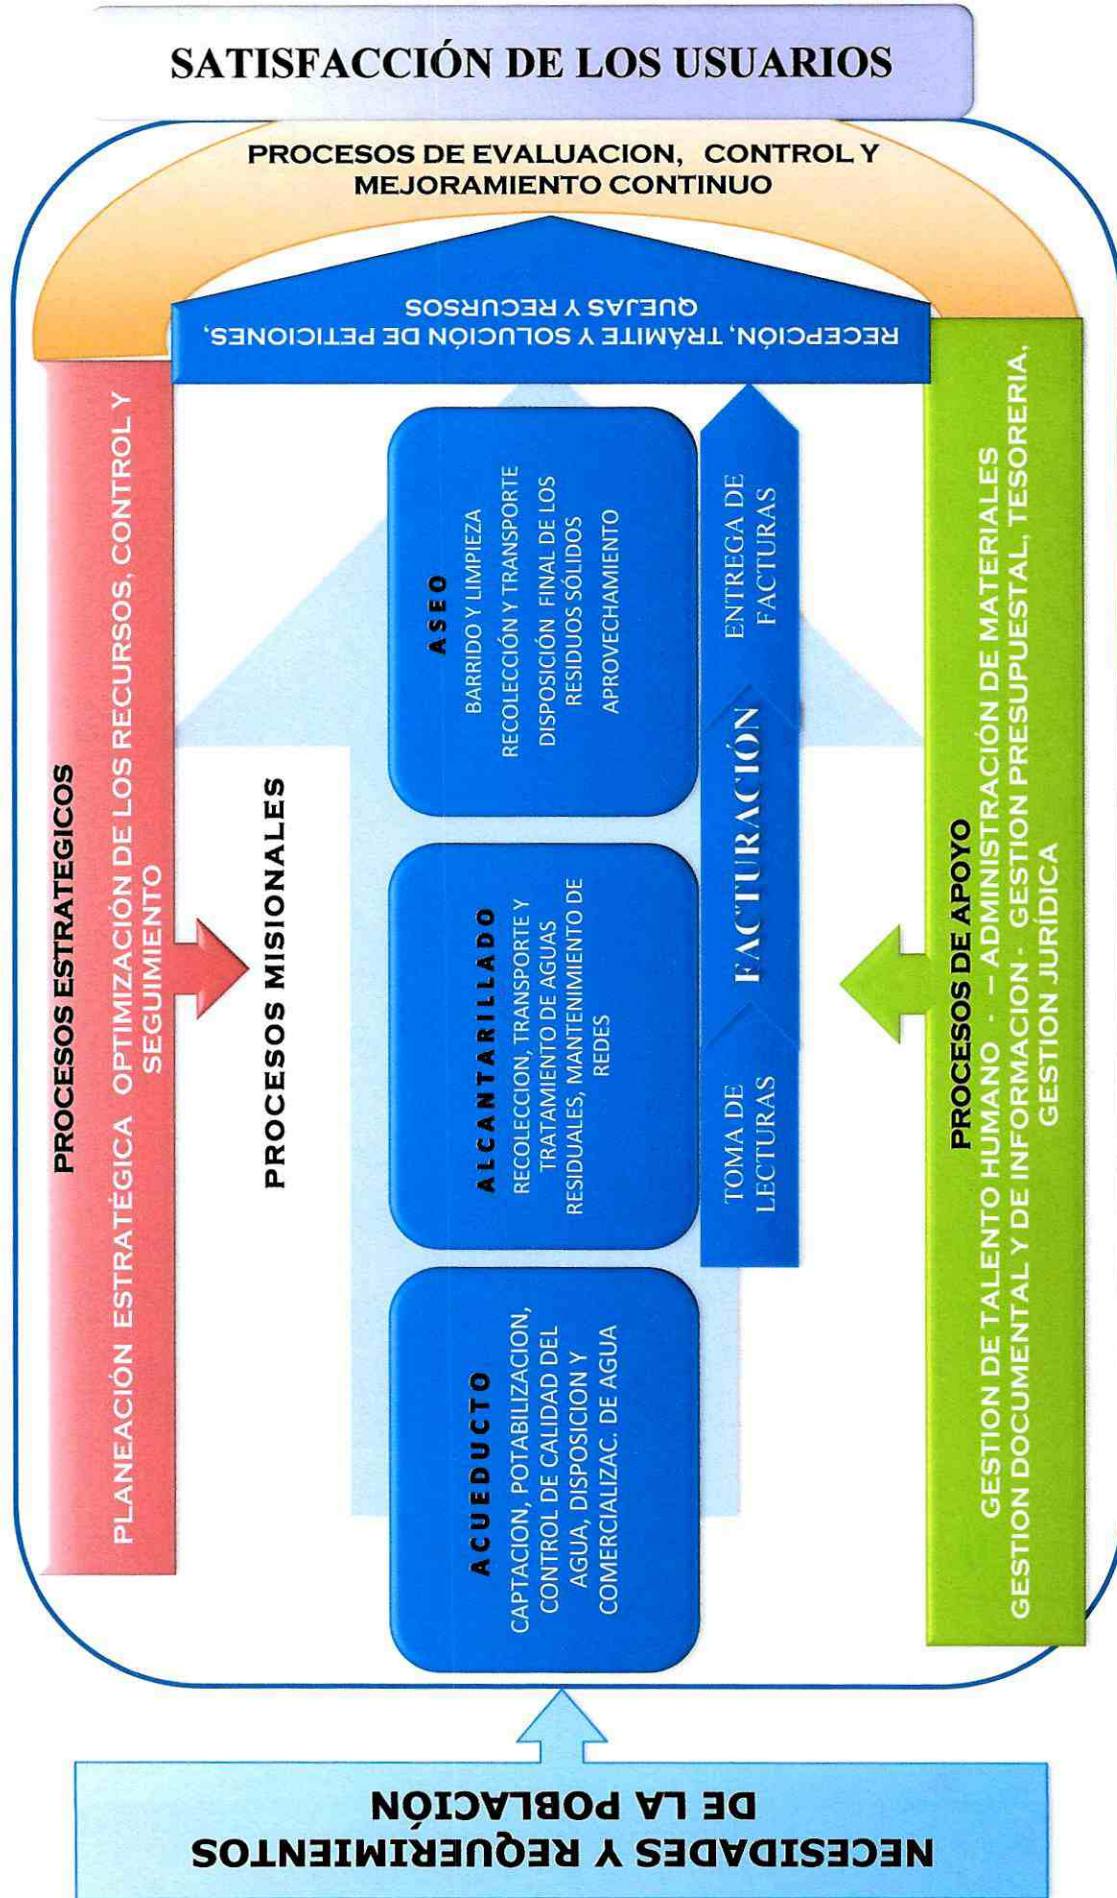 NECESIDADES Y REQUERIMIENTOS
DE LA POBLACIÓN
PROCESOS ESTRATEGICOS
PLANEACIÓN ESTRATÉGICA OPTIMIZACIÓN DE LOS RECURSOS, CONTROL Y
SEGUIMIENTO
PROCESOS MISIONALES
ACUEDUCTO
CAPTACION, POTABILIZACION,
CONTROL DE CALIDAD DEL
AGUA, DISPOSICION Y
COMERCIALIZAC. DE AGUA
ALCANTARILLADO
RECOLECCION, TRANSPORTE Y
TRATAMIENTO DE AGUAS
RESIDUALES, MANTENIMIENTO DE
REDES
ASEO
BARRIDO Y LIMPIEZA
RECOLECCIÓN Y TRANSPORTE
DISPOSICIÓN FINAL DE LOS
RESIDUOS SÓLIDOS
APROVECHAMIENTO
TOMA DE
LECTURAS
FACTURACIÓN
ENTREGA DE
FACTURAS
RECEPCIÓN, TRÁMITE Y SOLUCIÓN DE PETICIONES,
QUEJAS Y RECURSOS
PROCESOS DE APOYO
GESTION DE TALENTO HUMANO - – ADMINISTRACIÓN DE MATERIALES
GESTION DOCUMENTAL Y DE INFORMACION - GESTION PRESUPUESTAL, TESORERIA,
GESTION JURÍDICA
PROCESOS DE EVALUACION, CONTROL Y
MEJORAMIENTO CONTINUO
SATISFACCIÓN DE LOS USUARIOS